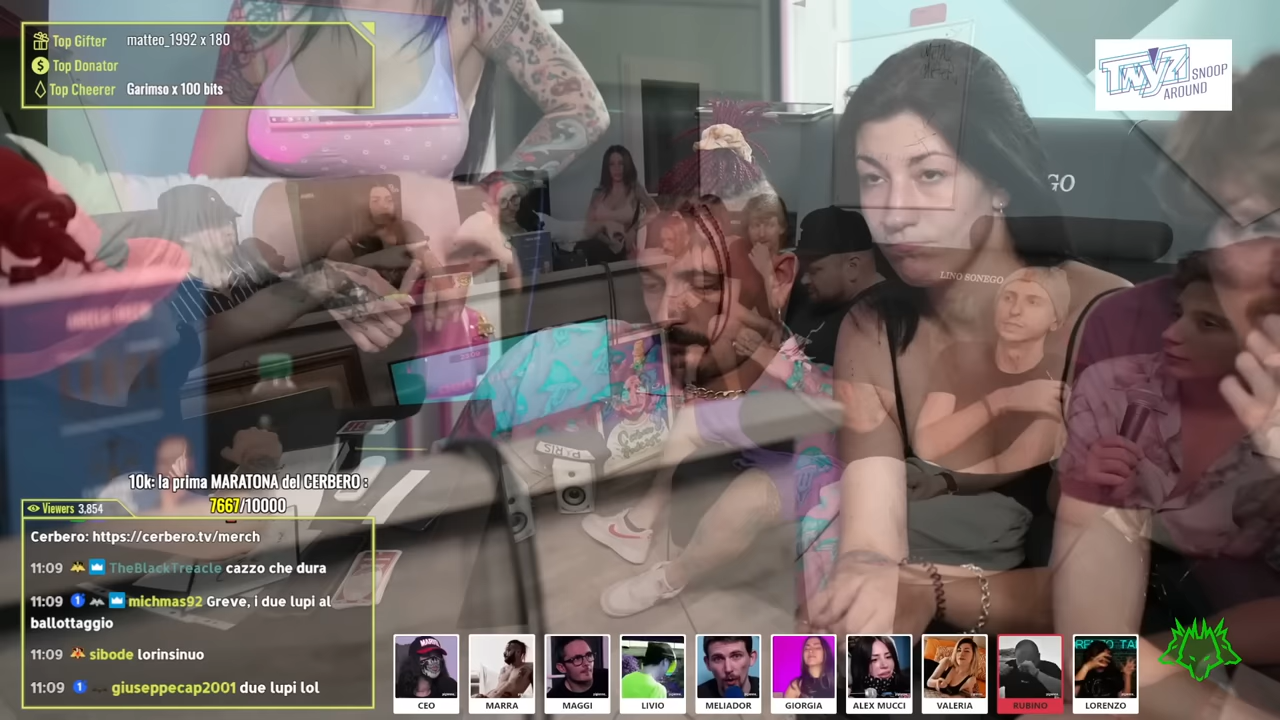 Top Gifter matteo_1992 x 180
Top Donator
Top Cheerer Garimso x 100 bits
SNOOP
AROUND
GO
LINO SONEGO
10k: la prima MARATONA del CERBERO :
7667/10000
Viewers 3,854
Cerbero: https://cerbero.tv/merch
11:09 TheBlackTreacle cazzo che dura
11:09 1 michmas92 Greve, i due lupi al
ballottaggio
11:09 sibode lorinsinuo
11:09 1 giuseppecap2001 due lupi lol
CEO
MARRA
MAGGI
LIVIO
MELIADOR
GIORGIA
ALEX MUCCI
VALERIA
RUBINO
LORENZO